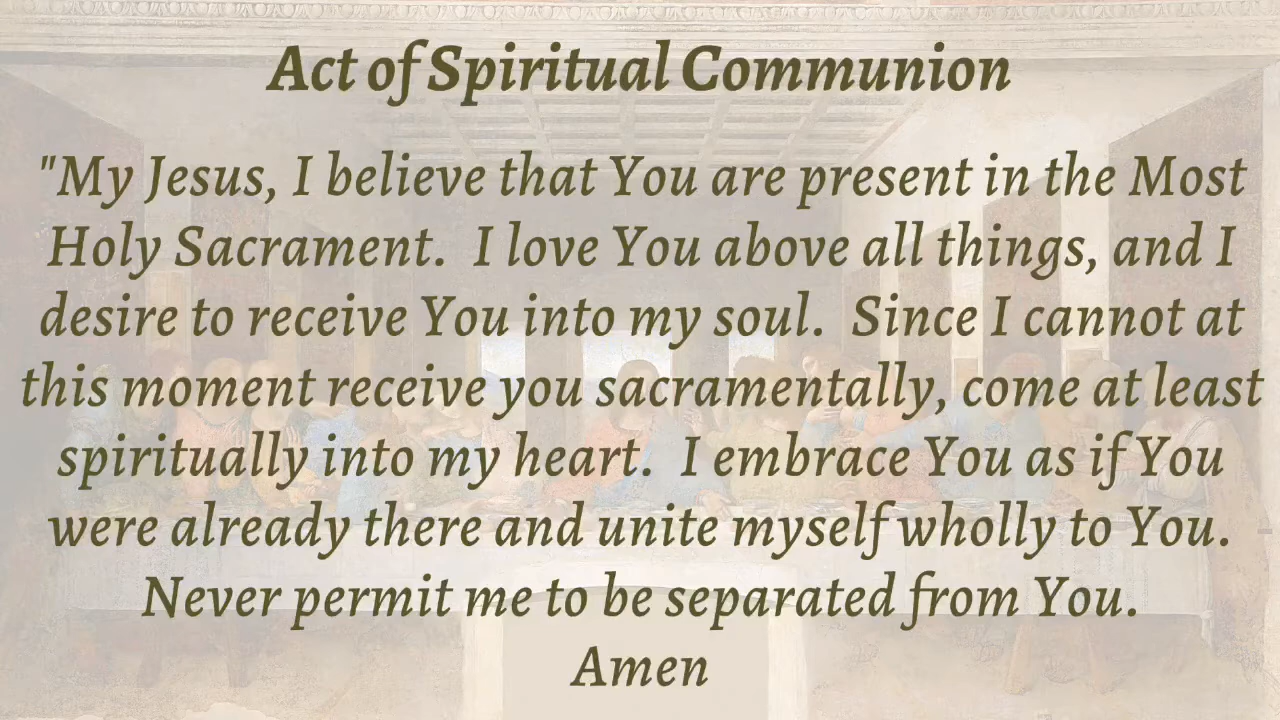 Act of Spiritual Communion
"My Jesus, I believe that You are present in the Most
Holy Sacrament.  I love You above all things, and I
desire to receive You into my soul.  Since I cannot at
this moment receive you sacramentally, come at least
spiritually into my heart.  I embrace You as if You
were already there and unite myself wholly to You.
Never permit me to be separated from You.
Amen